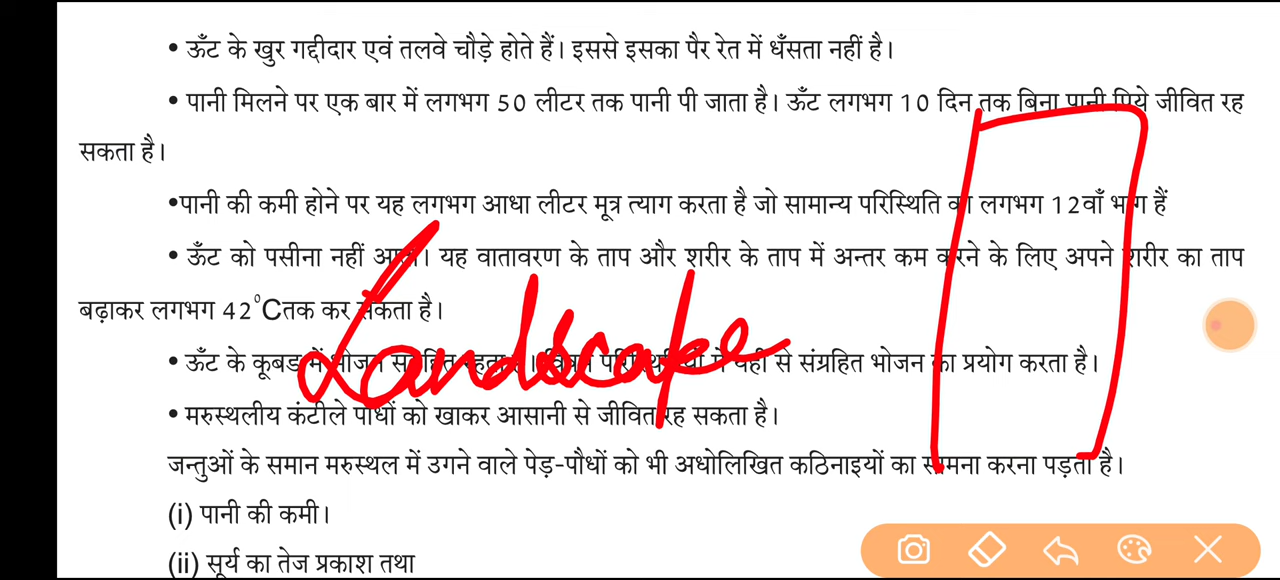 • ऊँट के खुर गद्दीदार एवं तलवे चौड़े होते हैं। इससे इसका पैर रेत में धँसता नहीं है।
• पानी मिलने पर एक बार में लगभग 50 लीटर तक पानी पी जाता है। ऊँट लगभग 10 दिन तक बिना पानी पिये जीवित रह
सकता है।
•पानी की कमी होने पर यह लगभग आधा लीटर मूत्र त्याग करता है जो सामान्य परिस्थिति का लगभग 12वाँ भाग हैं
• ऊँट को पसीना नहीं आता। यह वातावरण के ताप और शरीर के ताप में अन्तर कम करने के लिए अपने शरीर का ताप
बढ़ाकर लगभग 42⁰Cतक कर सकता है।
• ऊँट के कूबड़ में भोजन संग्रहित रहता है। परिस्थितियों में वही से संग्रहित भोजन का प्रयोग करता है।
Landscape
• मरुस्थलीय कंटीले पौधों को खाकर आसानी से जीवित रह सकता है।
जन्तुओं के समान मरुस्थल में उगने वाले पेड़-पौधों को भी अधोलिखित कठिनाइयों का सामना करना पड़ता है।
(i) पानी की कमी।
(ii) सूर्य का तेज प्रकाश तथा